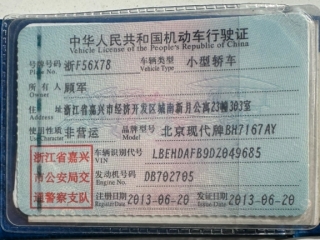 中华人民共和国机动车行驶证
Vehicle License of the People's Republic of China
号牌号码 浙F56X78 车辆类型 小型轿车
Plate No. Vehicle Type
所有人 顾军
Owner
住址 浙江省嘉兴市经济开发区城南新月公寓23幢303室
Address
使用性质 非营运 品牌型号 北京现代牌BH7167AY
Use Character Model
浙江省嘉兴市公安局交通警察支队
车辆识别代号 LBEHDAFB9DZ049685
VIN
发动机号码 DB702705
Engine No.
注册日期 2013-06-20 发证日期 2013-06-20
Register Date Issue Date